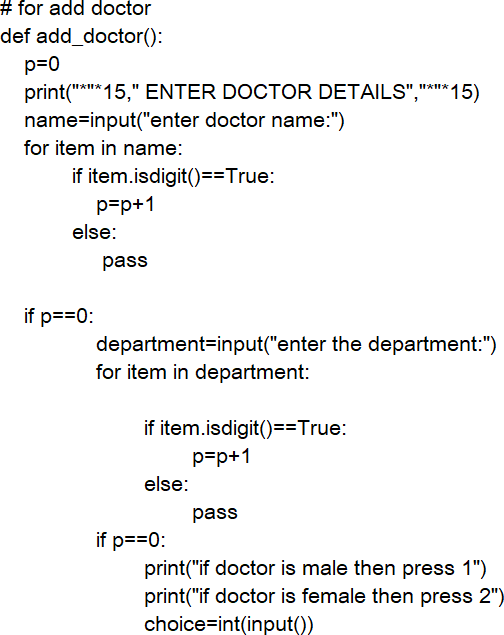 # for add doctor
def add_doctor():
p=0
print("*"*15," ENTER DOCTOR DETAILS","*"*15)
name=input("enter doctor name:")
for item in name:
if item.isdigit()==True:
p=p+1
else:
pass
if p==0:
department=input("enter the department:")
for item in department:
if item.isdigit()==True:
p=p+1
else:
pass
if p==0:
print("if doctor is male then press 1")
print("if doctor is female then press 2")
choice=int(input())